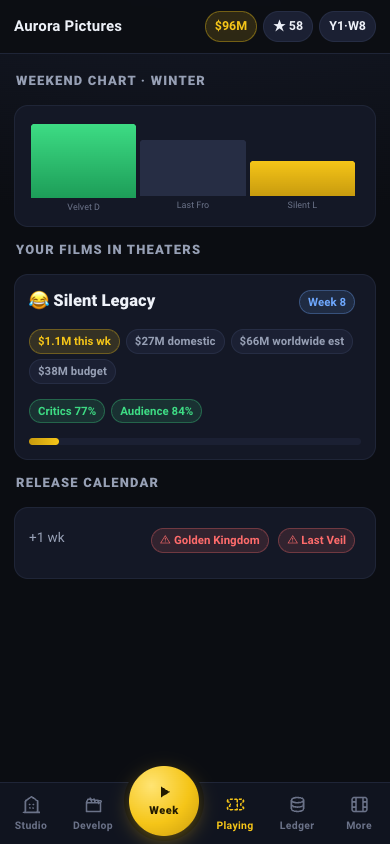 Aurora Pictures
$96M
★ 58
Y1·W8
WEEKEND CHART · WINTER
Velvet D
Last Fro
Silent L
YOUR FILMS IN THEATERS
😂 Silent Legacy
Week 8
$1.1M this wk
$27M domestic
$66M worldwide est
$38M budget
Critics 77%
Audience 84%
RELEASE CALENDAR
+1 wk
⚠ Golden Kingdom
⚠ Last Veil
Week
Studio
Develop
Playing
Ledger
More